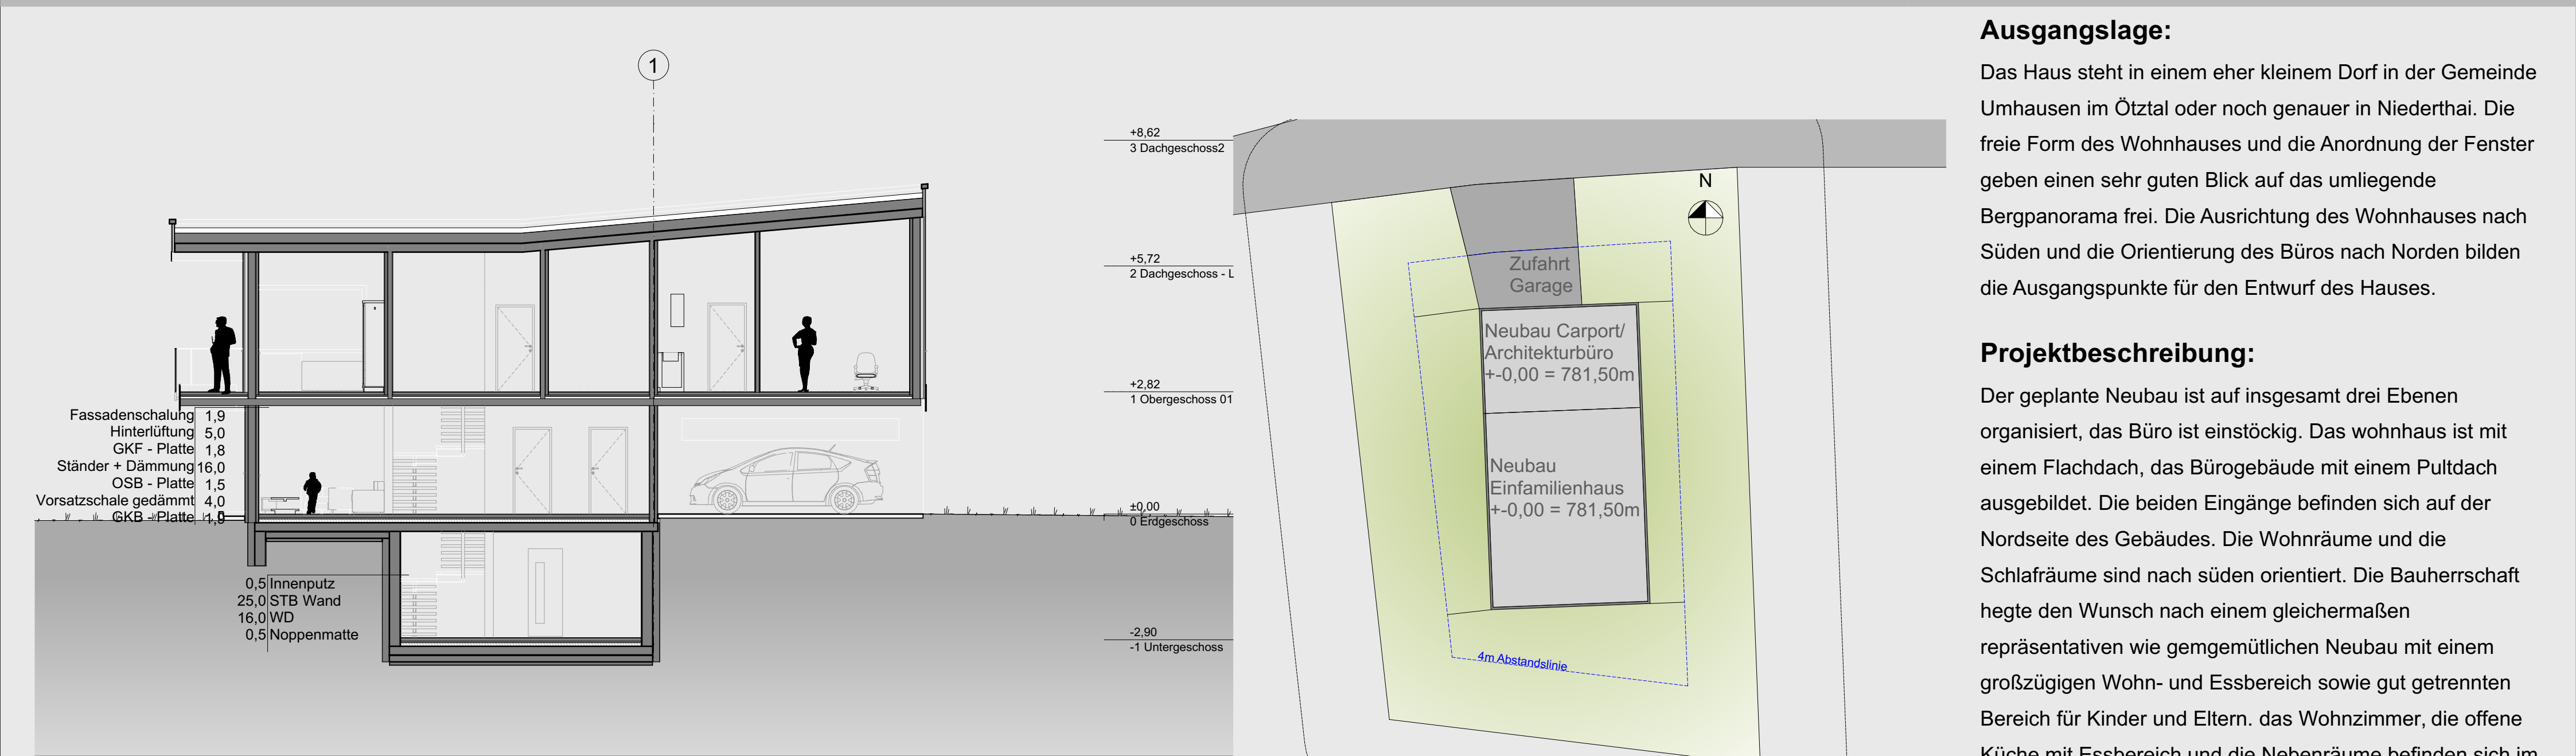 1
Fassadenschalung 1,9
Hinterlüftung 5,0
GKF - Platte 1,8
Ständer + Dämmung 16,0
OSB - Platte 1,5
Vorsatzschale gedämmt 4,0
GKB - Platte
0,5 Innenputz
25,0 STB Wand
16,0 WD
0,5 Noppenmatte
+8,62
3 Dachgeschoss2
+5,72
2 Dachgeschoss - L
+2,82
1 Obergeschoss 01
±0,00
0 Erdgeschoss
-2,90
-1 Untergeschoss
N
Zufahrt
Garage
Neubau Carport/
Architekturbüro
+-0,00 = 781,50m
Neubau
Einfamilienhaus
+-0,00 = 781,50m
4m Abstandslinie
Ausgangslage:
Das Haus steht in einem eher kleinem Dorf in der Gemeinde
Umhausen im Ötztal oder noch genauer in Niederthai. Die
freie Form des Wohnhauses und die Anordnung der Fenster
geben einen sehr guten Blick auf das umliegende
Bergpanorama frei. Die Ausrichtung des Wohnhauses nach
Süden und die Orientierung des Büros nach Norden bilden
die Ausgangspunkte für den Entwurf des Hauses.
Projektbeschreibung:
Der geplante Neubau ist auf insgesamt drei Ebenen
organisiert, das Büro ist einstöckig. Das wohnhaus ist mit
einem Flachdach, das Bürogebäude mit einem Pultdach
ausgebildet. Die beiden Eingänge befinden sich auf der
Nordseite des Gebäudes. Die Wohnräume und die
Schlafräume sind nach süden orientiert. Die Bauherrschaft
hegte den Wunsch nach einem gleichermaßen
repräsentativen wie gemgemütlichen Neubau mit einem
großzügigen Wohn- und Essbereich sowie gut getrennten
Bereich für Kinder und Eltern. das Wohnzimmer, die offene
Küche mit Essbereich und die Nebenräume befinden sich im